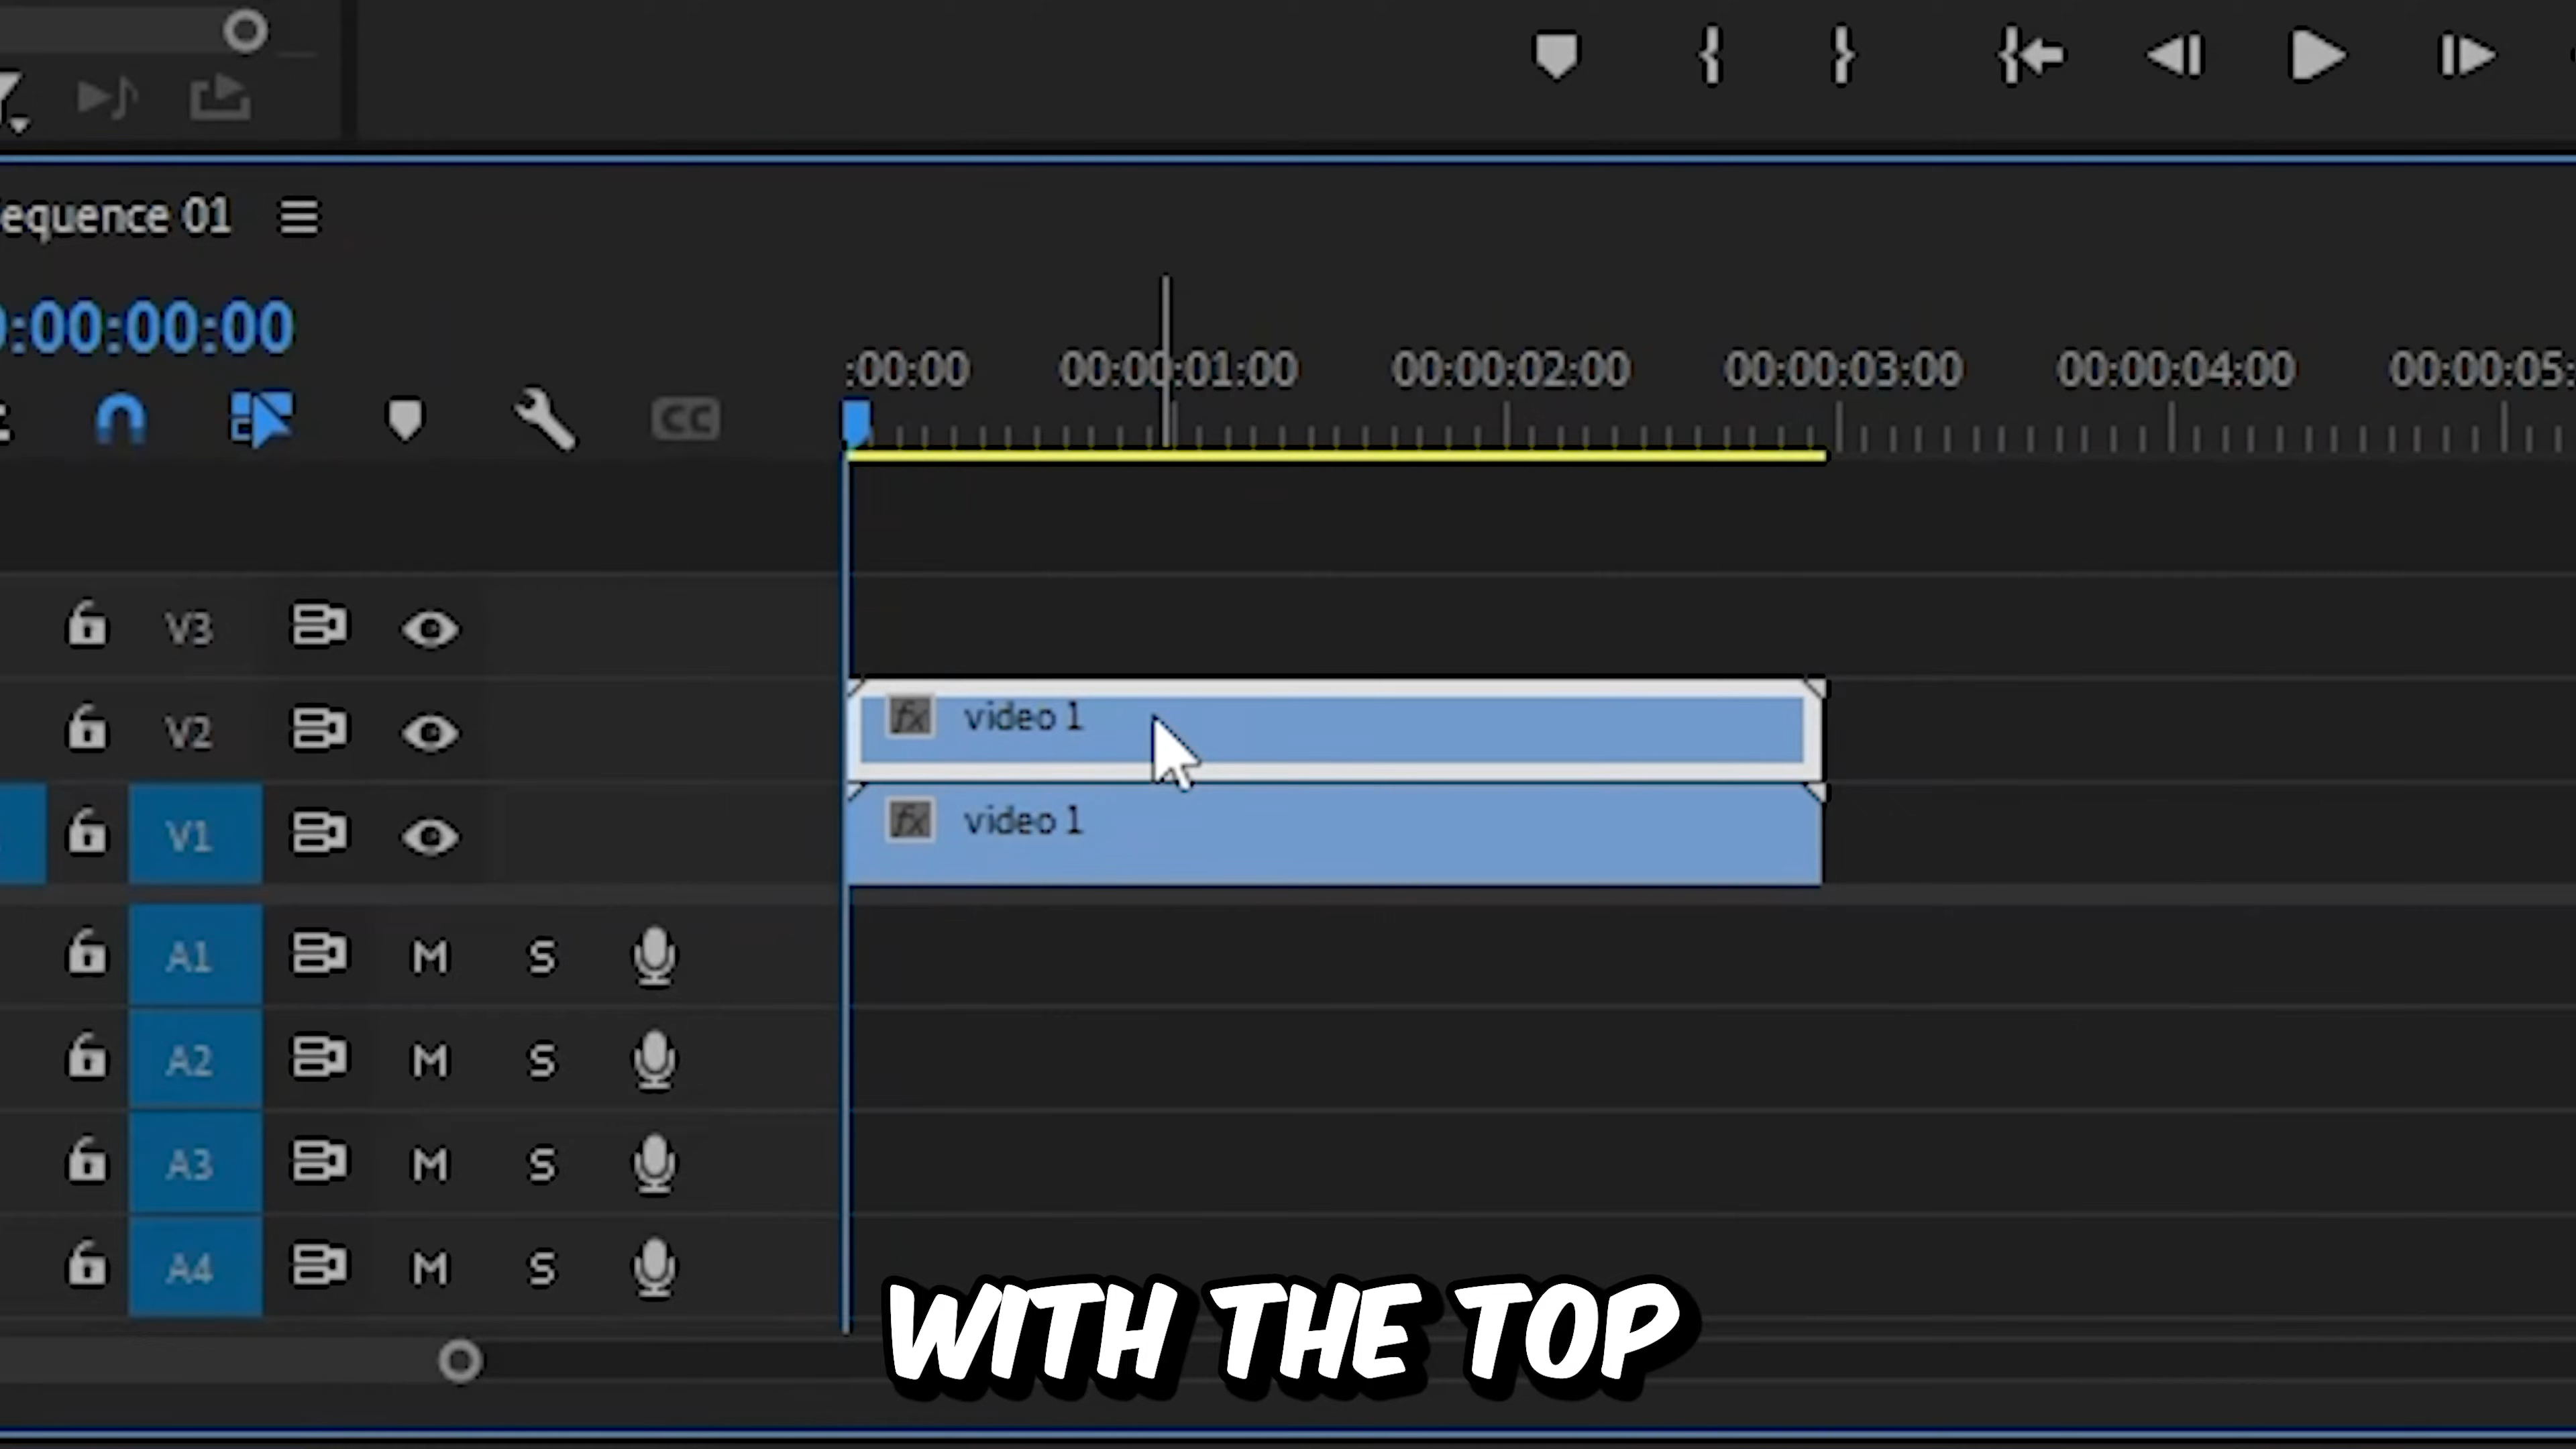 equence 01
:00:00:00
:00:00 00:00:01:00 00:00:02:00 00:00:03:00 00:00:04:00 00:00:05:
CC
V3
V2 fx video 1
V1 fx video 1
A1 M S
A2 M S
A3 M S
A4 M S
WITH THE TOP